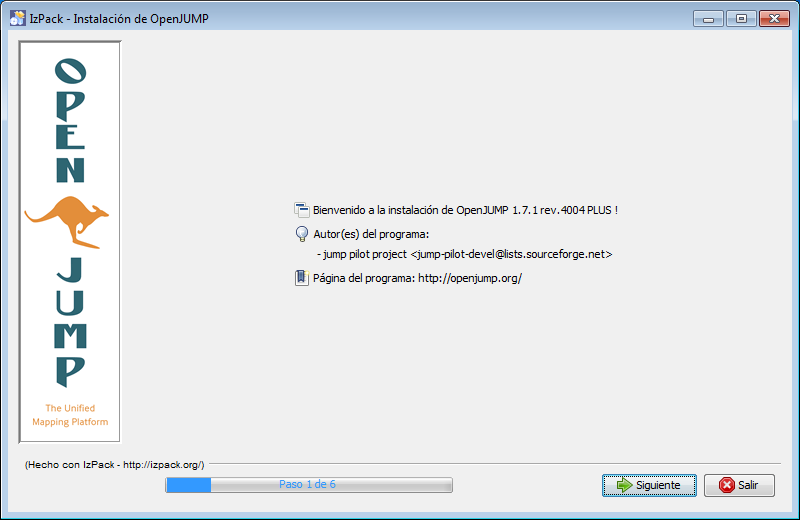 IzPack - Instalación de OpenJUMP
OPEN
JUMP
The Unified
Mapping Platform
Bienvenido a la instalación de OpenJUMP 1.7.1 rev.4004 PLUS !
Autor(es) del programa:
- jump pilot project <jump-pilot-devel@lists.sourceforge.net>
Página del programa: http://openjump.org/
(Hecho con IzPack - http://izpack.org/)
Paso 1 de 6
Siguiente
Salir